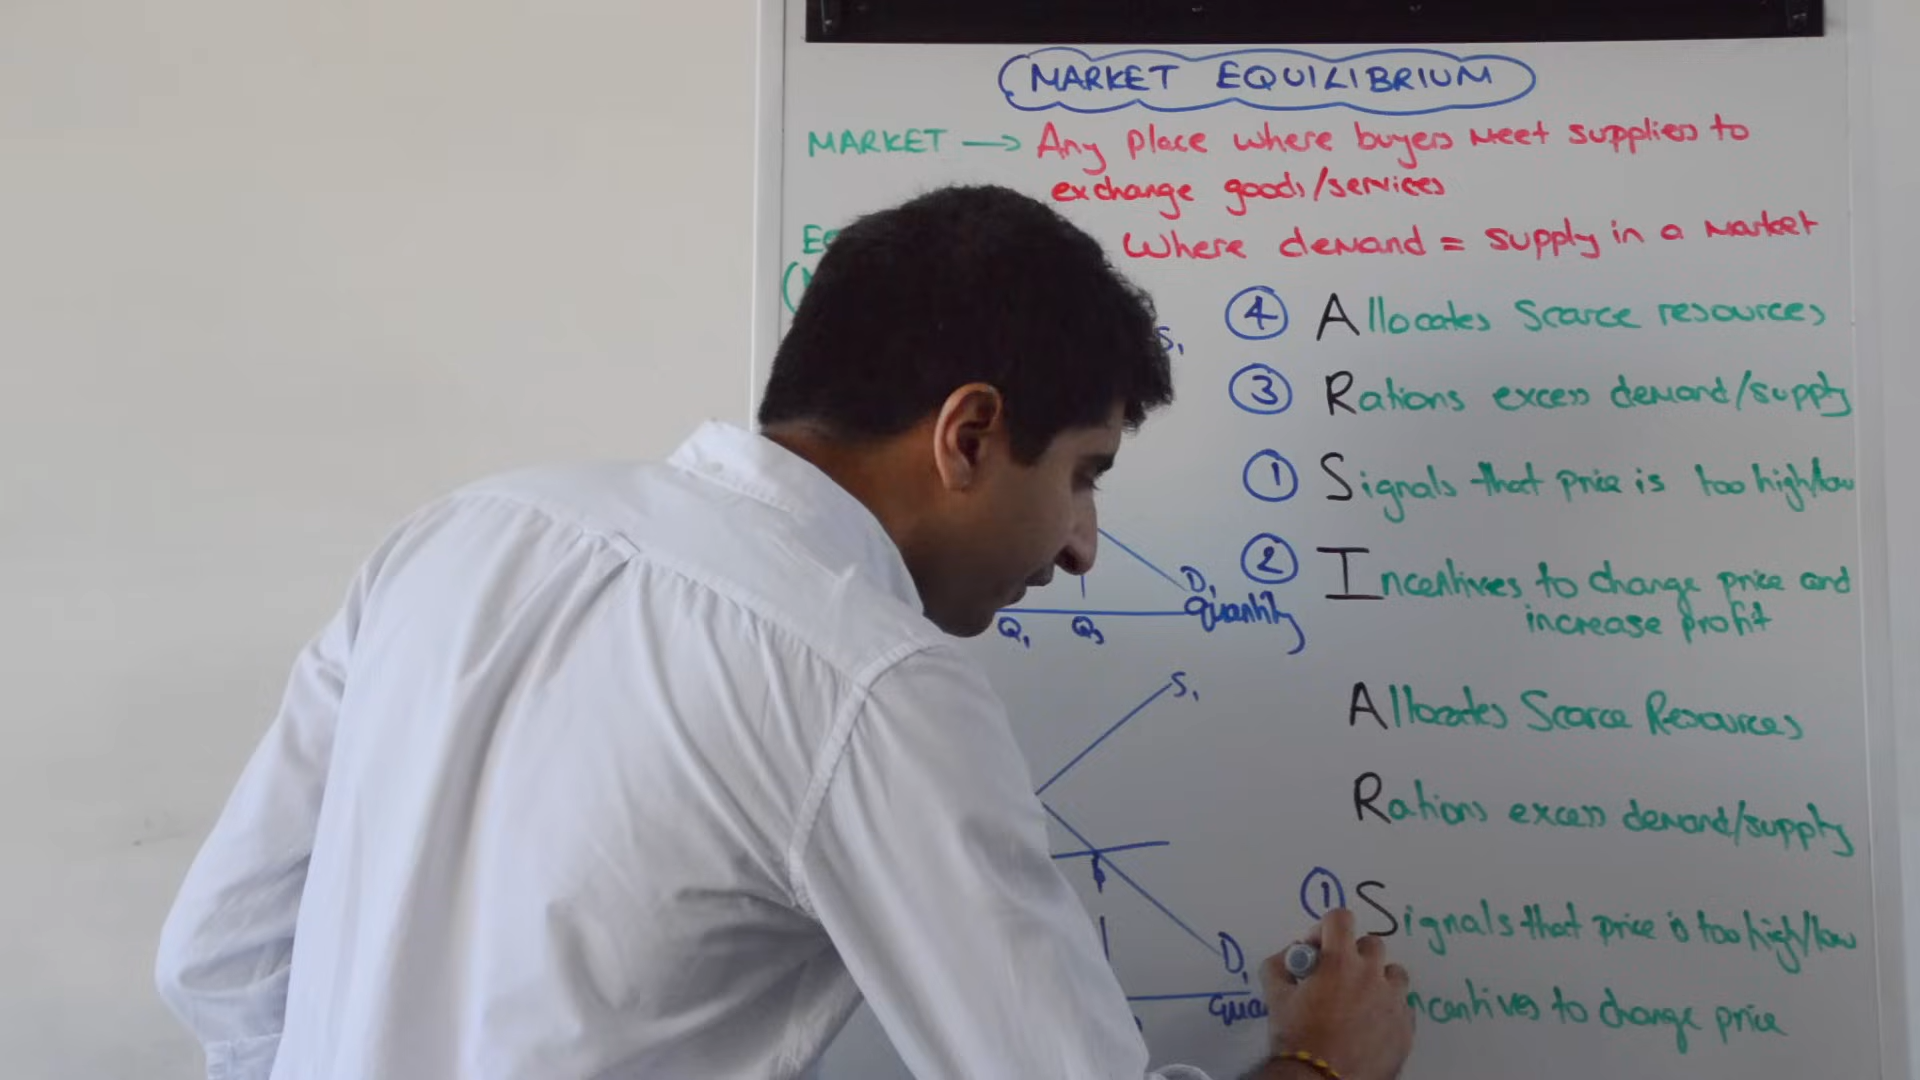 MARKET EQUILIBRIUM
MARKET → Any place where buyers meet supplies to
exchange goods/services
Where demand = supply in a market
4 Allocates Scarce resources
3 Rations excess demand/supply
1 Signals that price is too high/low
2 Incentives to change price and
increase profit
S₁
D₁
Quantity
Q₁ Q₃
S₁
D₁
Allocates Scarce Resources
Rations excess demand/supply
1 Signals that price is too high/low
ncentives to change price